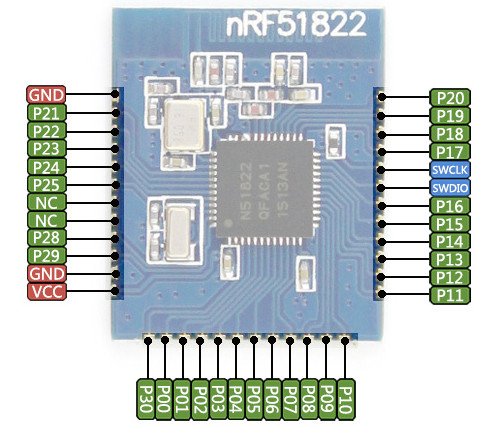 nRF51822
GND
P21
P22
P23
P24
P25
NC
NC
P28
P29
GND
VCC
N51822
QFACA1
1513AN
P20
P19
P18
P17
SWCLK
SWDIO
P16
P15
P14
P13
P12
P11
P30
P00
P01
P02
P03
P04
P05
P06
P07
P08
P09
P10